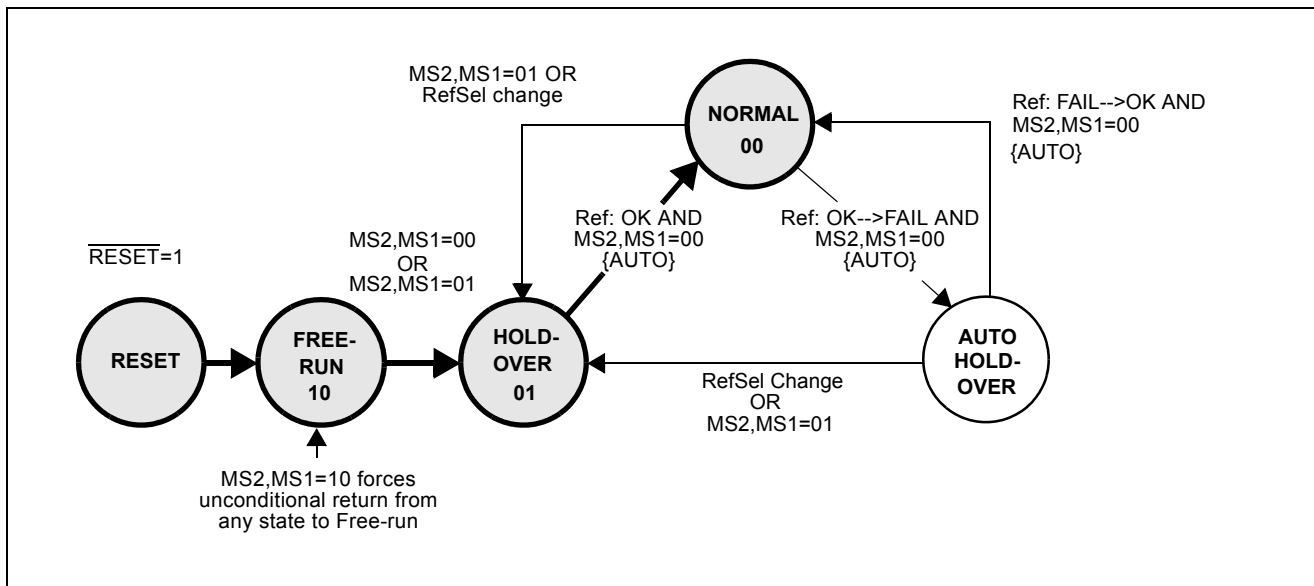 MS2,MS1=01 OR
RefSel change
NORMAL
00
Ref: FAIL-->OK AND
MS2,MS1=00
{AUTO}
Ref: OK AND
MS2,MS1=00
{AUTO}
Ref: OK-->FAIL AND
MS2,MS1=00
{AUTO}
RESET=1
MS2,MS1=00
OR
MS2,MS1=01
RESET
FREE-
RUN
10
HOLD-
OVER
01
AUTO
HOLD-
OVER
RefSel Change
OR
MS2,MS1=01
MS2,MS1=10 forces
unconditional return from
any state to Free-run